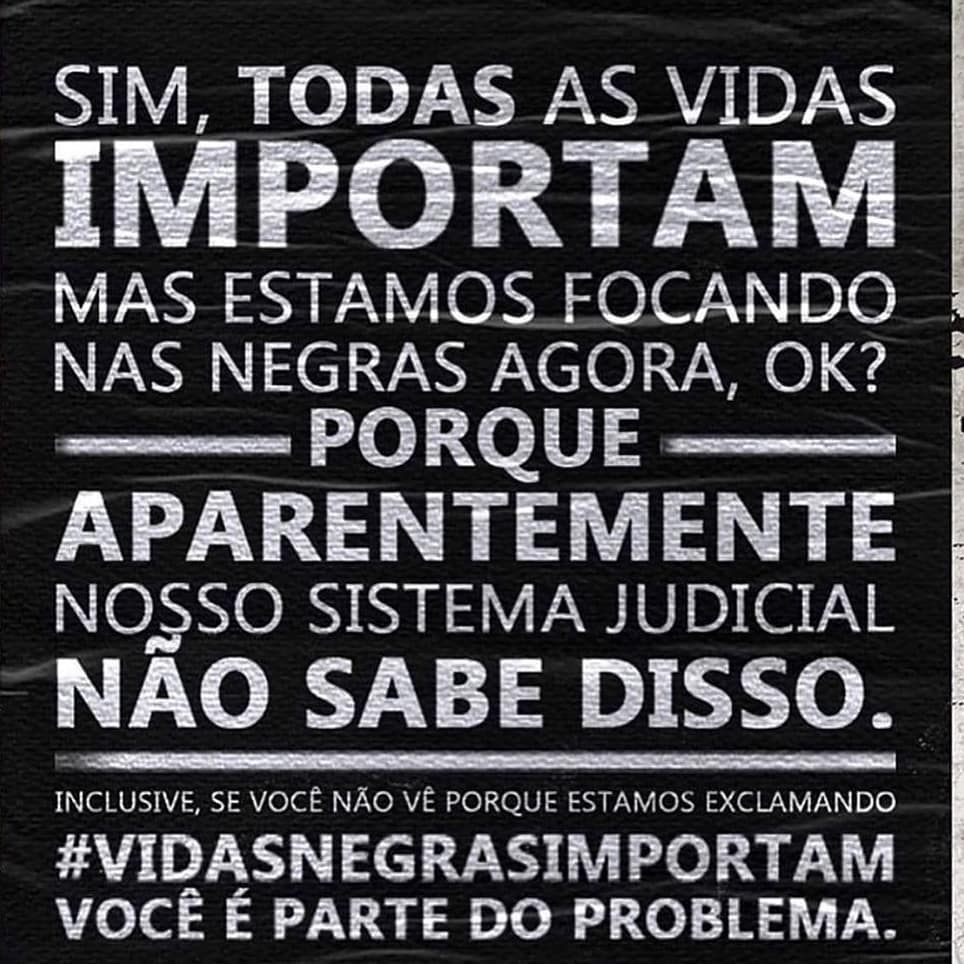 SIM, TODAS AS VIDAS
IMPORTAM
MAS ESTAMOS FOCANDO
NAS NEGRAS AGORA, OK?
PORQUE
APARENTEMENTE
NOSSO SISTEMA JUDICIAL
NÃO SABE DISSO.
INCLUSIVE, SE VOCÊ NÃO VÊ PORQUE ESTAMOS EXCLAMANDO
#VIDASNEGRASIMPORTAM
VOCÊ É PARTE DO PROBLEMA.